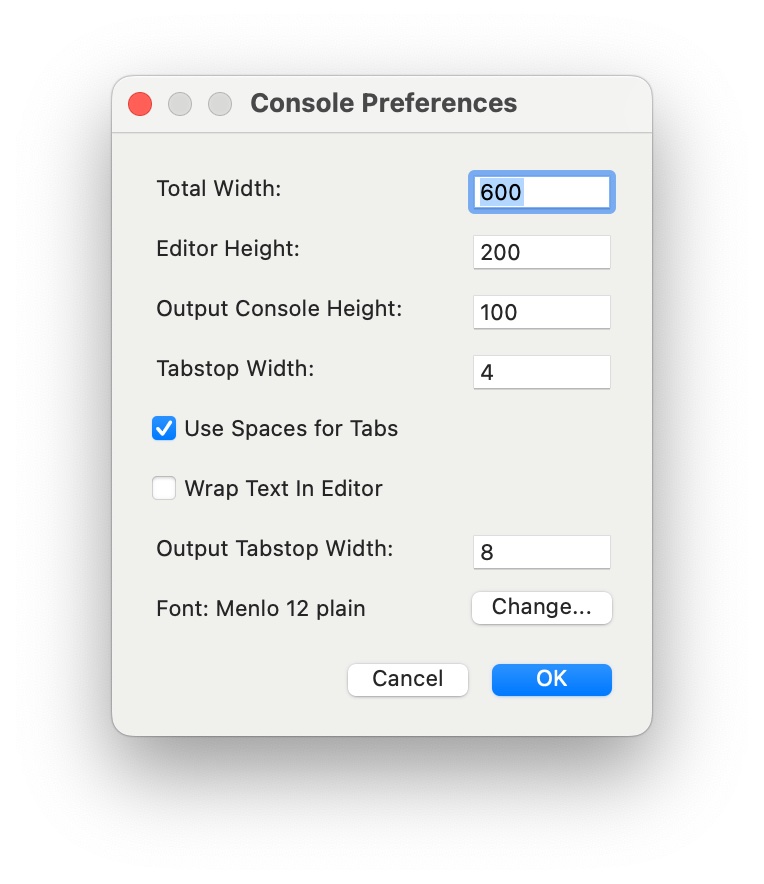 Console Preferences
Total Width: 600
Editor Height: 200
Output Console Height: 100
Tabstop Width: 4
Use Spaces for Tabs
Wrap Text In Editor
Output Tabstop Width: 8
Font: Menlo 12 plain Change...
Cancel OK